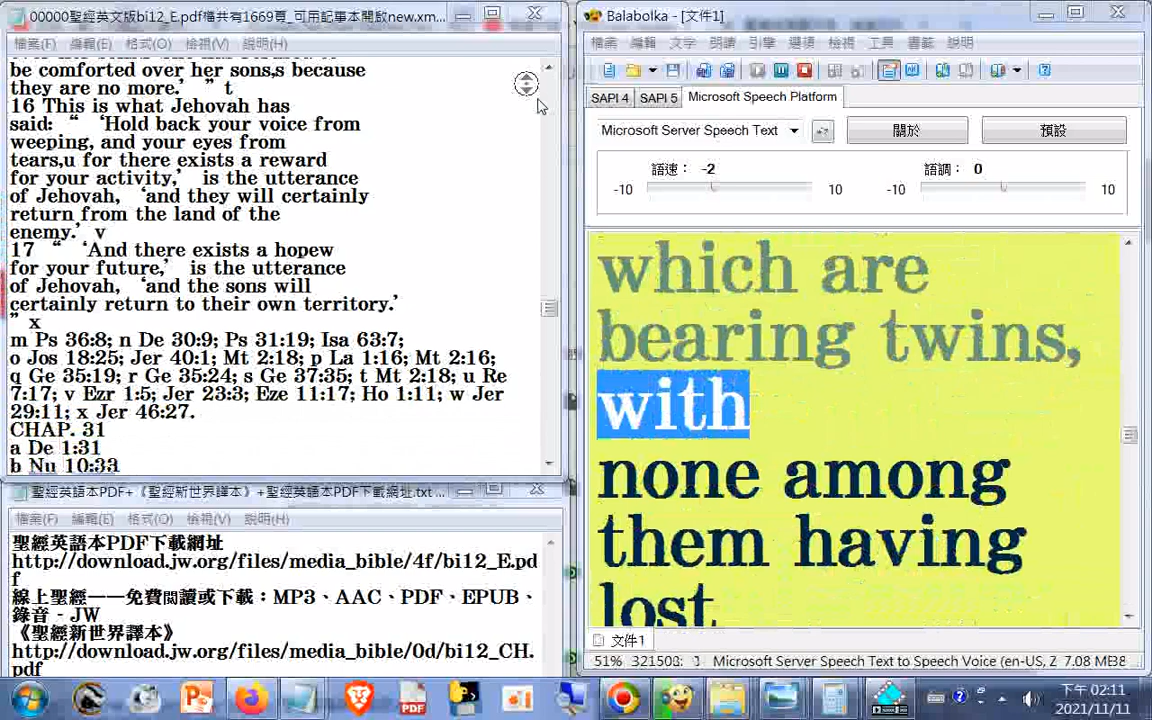 00000聖經英文版bi12_E.pdf檔共有1669頁_可用記事本開啟new.xm...
檔案(F) 編輯(E) 格式(O) 檢視(V) 說明(H)
be comforted over her sons,s because
they are no more.’ ” t
16 This is what Jehovah has
said: “ ‘Hold back your voice from
weeping, and your eyes from
tears,u for there exists a reward
for your activity,’ is the utterance
of Jehovah, ‘and they will certainly
return from the land of the
enemy.’ v
17 “ ‘And there exists a hopew
for your future,’ is the utterance
of Jehovah, ‘and the sons will
certainly return to their own territory.’
” x
m Ps 36:8; n De 30:9; Ps 31:19; Isa 63:7;
o Jos 18:25; Jer 40:1; Mt 2:18; p La 1:16; Mt 2:16;
q Ge 35:19; r Ge 35:24; s Ge 37:35; t Mt 2:18; u Re
7:17; v Ezr 1:5; Jer 23:3; Eze 11:17; Ho 1:11; w Jer
29:11; x Jer 46:27.
CHAP. 31
a De 1:31
b Nu 10:33
聖經英語本PDF+《聖經新世界譯本》+聖經英語本PDF下載網址.txt ...
檔案(F) 編輯(E) 格式(O) 檢視(V) 說明(H)
聖經英語本PDF下載網址
http://download.jw.org/files/media_bible/4f/bi12_E.pd
f
線上聖經——免費閱讀或下載：MP3、AAC、PDF、EPUB、
錄音 - JW
《聖經新世界譯本》
http://download.jw.org/files/media_bible/0d/bi12_CH.
pdf
Balabolka - [文件1]
檔案 編輯 文字 朗讀 引擎 選項 檢視 工具 書籤 說明
SAPI 4 SAPI 5 Microsoft Speech Platform
Microsoft Server Speech Text 關於 預設
語速： -2 語調： 0
-10 10 -10 10
which are
bearing twins,
with
none among
them having
lost
文件1
51% Microsoft Server Speech Text to Speech Voice (en-US, Z 7.08 MB
下午 02:11
2021/11/11